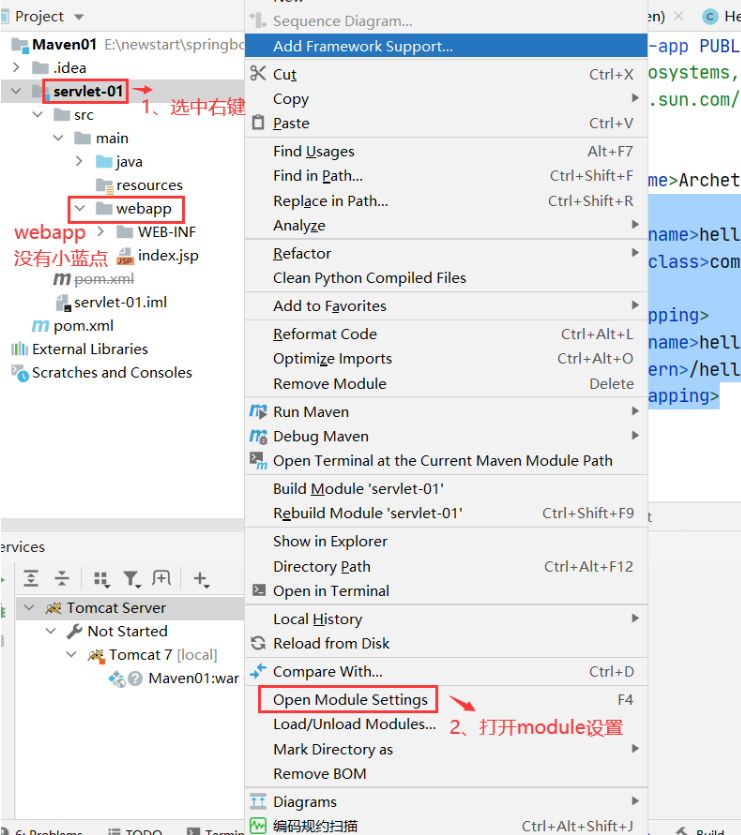 Project
Maven01 E:\newstart\springbo
.idea
servlet-01
1、选中右键
src
main
java
resources
webapp
webapp
没有小蓝点
WEB-INF
index.jsp
pom.xml
servlet-01.iml
pom.xml
External Libraries
Scratches and Consoles
ervices
Tomcat Server
Not Started
Tomcat 7 [local]
Maven01:war
6: Problems
TODO
Termin
New
Sequence Diagram...
Add Framework Support...
Cut Ctrl+X
Copy
Paste Ctrl+V
Find Usages Alt+F7
Find in Path... Ctrl+Shift+F
Replace in Path... Ctrl+Shift+R
Analyze
Refactor
Clean Python Compiled Files
Add to Favorites
Reformat Code Ctrl+Alt+L
Optimize Imports Ctrl+Alt+O
Remove Module Delete
Run Maven
Debug Maven
Open Terminal at the Current Maven Module Path
Build Module 'servlet-01'
Rebuild Module 'servlet-01' Ctrl+Shift+F9
Show in Explorer
Directory Path Ctrl+Alt+F12
Open in Terminal
Local History
Reload from Disk
Compare With... Ctrl+D
Open Module Settings F4
2、打开module设置
Load/Unload Modules...
Mark Directory as
Remove BOM
Diagrams
编码规约扫描 Ctrl+Alt+Shift+J
en) × C He
-app PUBL
osystems,
.sun.com/
me>Archet
name>hell
class>com
pping>
name>hell
ern>/hell
apping>
t
Build